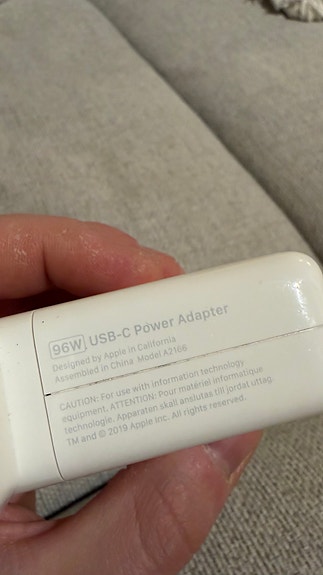 96W USB-C Power Adapter
Designed by Apple in California
Assembled in China Model A2166
CAUTION: For use with information technology
equipment. ATTENTION: Pour matériel informatique
technologie. Apparaten skall anslutas till jordat uttag.
TM and © 2019 Apple Inc. All rights reserved.